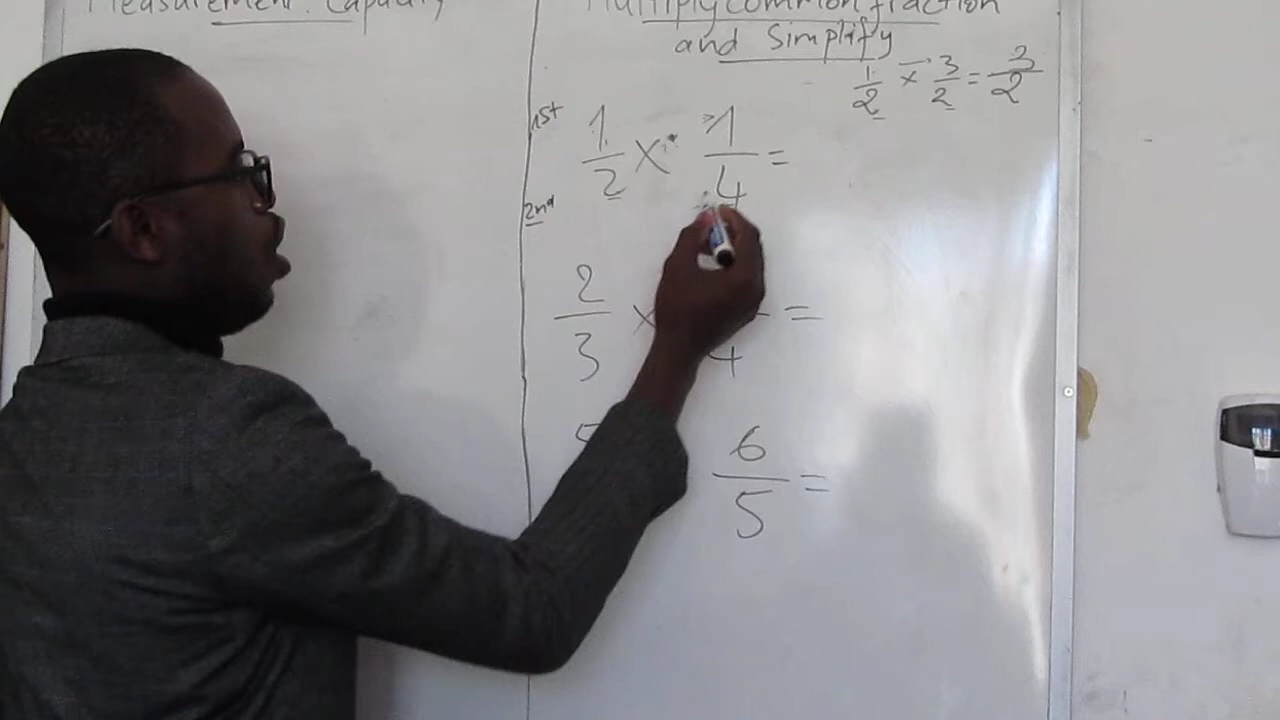 Measurement: Capacity
Multiply common fraction
and Simplify
1/2 × 3/2 = 3/2
1st
1/2 × 1/4 =
2nd
2/3 × /4 =
5 6/5 =